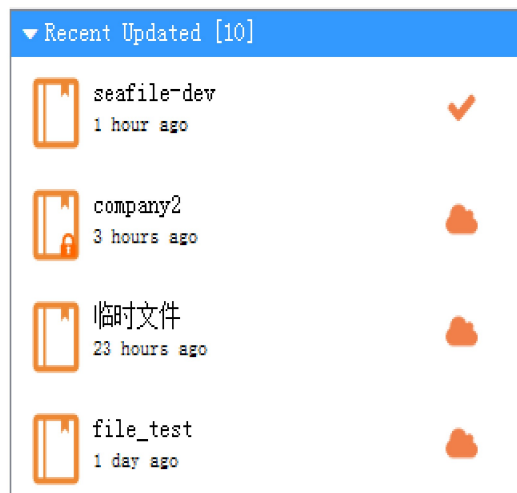 Recent Updated [10]
seafile-dev
1 hour ago
company2
3 hours ago
临时文件
23 hours ago
file_test
1 day ago